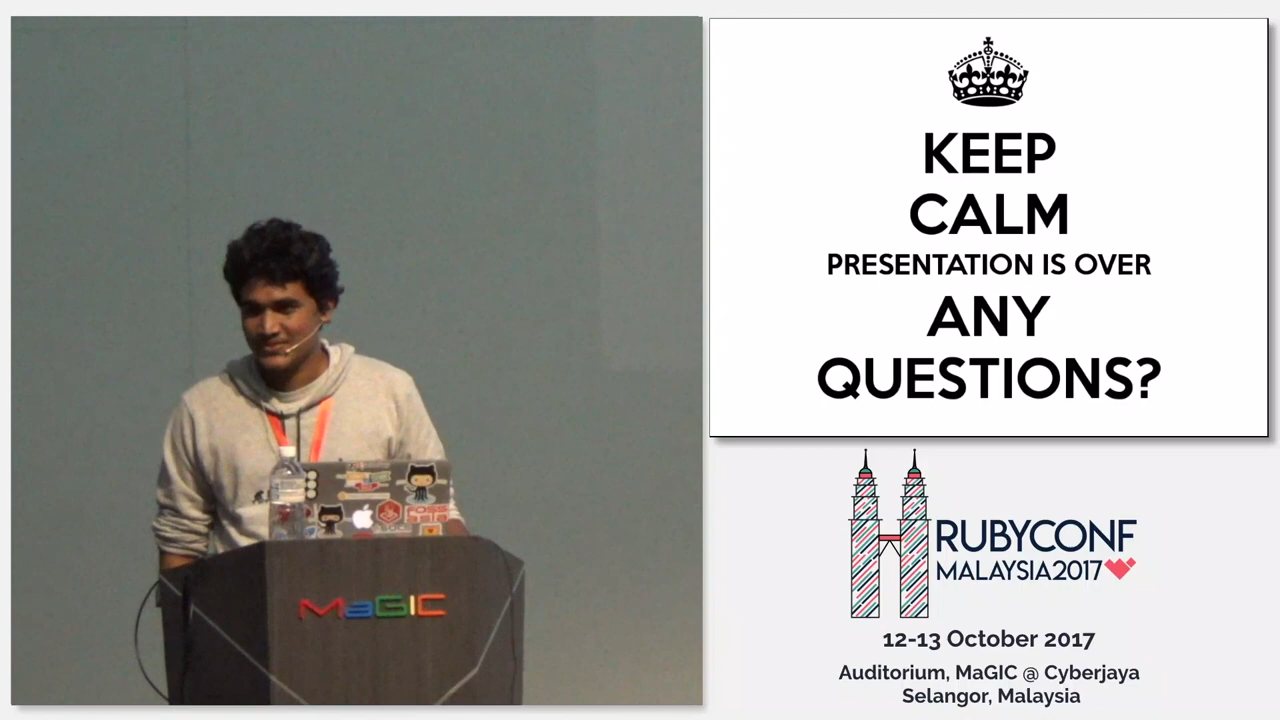 KEEP
CALM
PRESENTATION IS OVER
ANY
QUESTIONS?
FOSS
MaGIC
RUBYCONF
MALAYSIA2017
12-13 October 2017
Auditorium, MaGIC @ Cyberjaya
Selangor, Malaysia